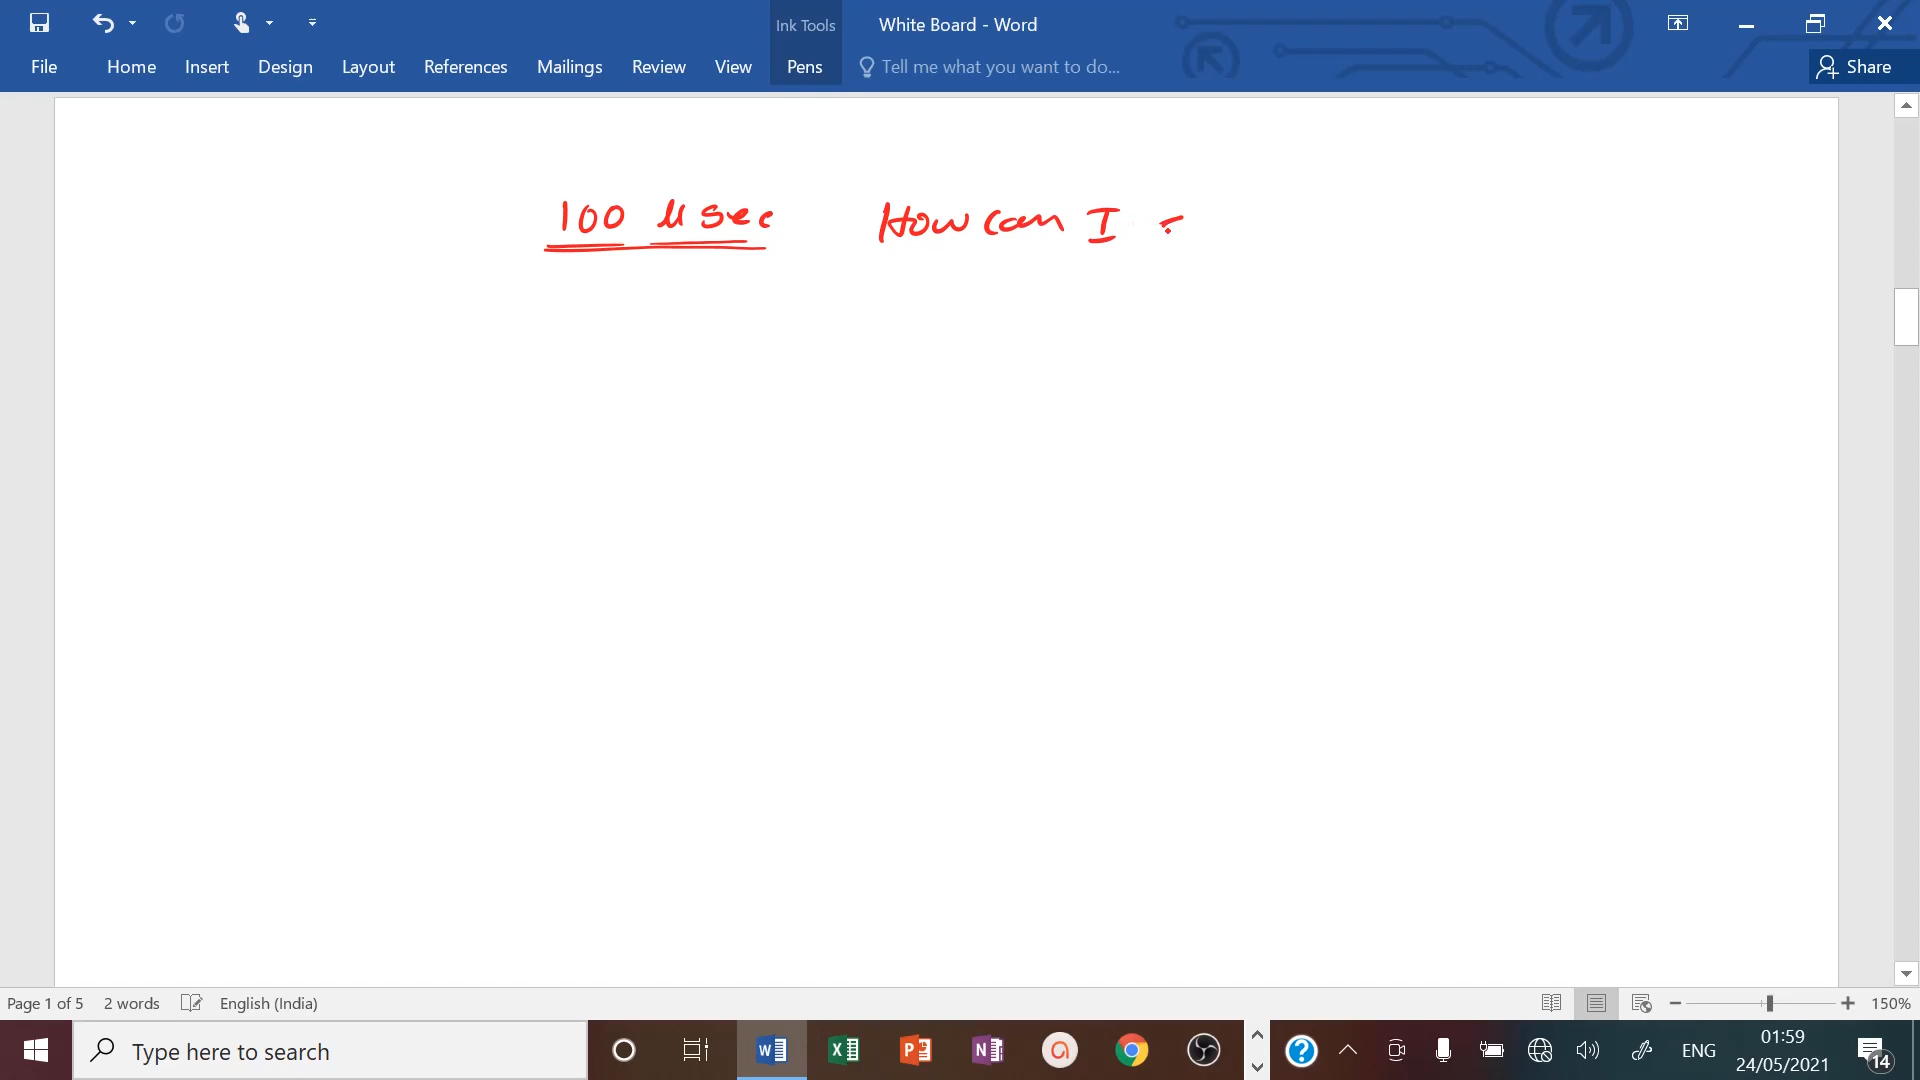 Ink Tools
White Board - Word
File Home Insert Design Layout References Mailings Review View Pens Tell me what you want to do... Share
100 μ sec How can I
Page 1 of 5 2 words English (India) 150%
Type here to search
ENG
01:59
24/05/2021
14